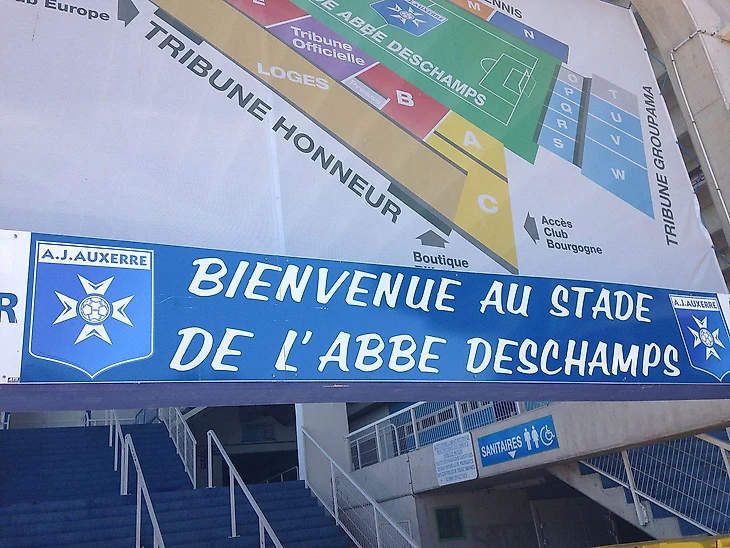 ub Europe
TRIBUNE HONNEUR
Tribune
Officielle
LOGES
B
A
C
ABBE DESCHAMPS
NNIS
M
N
O
P
Q
R
S
T
U
V
W
TRIBUNE GROUPAMA
Accès
Club
Bourgogne
Boutique
R
A.J.AUXERRE
BIENVENUE AU STADE
DE L'ABBE DESCHAMPS
A.J.AUXERRE
SANITAIRES